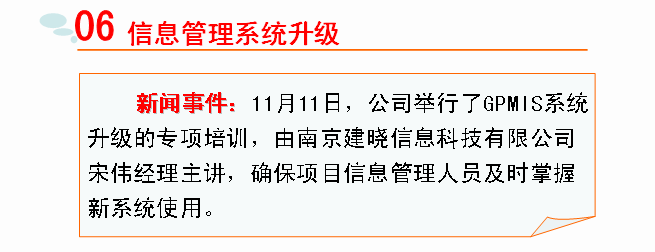 06 信息管理系统升级
新闻事件：11月11日，公司举行了GPMIS系统
升级的专项培训，由南京建晓信息科技有限公司
宋伟经理主讲，确保项目信息管理人员及时掌握
新系统使用。